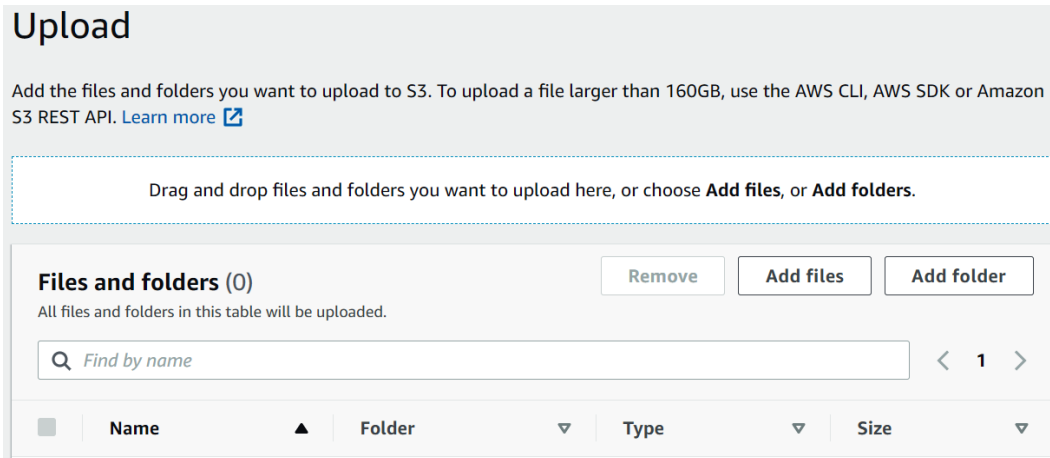 Upload
Add the files and folders you want to upload to S3. To upload a file larger than 160GB, use the AWS CLI, AWS SDK or Amazon
S3 REST API. Learn more
Drag and drop files and folders you want to upload here, or choose Add files, or Add folders.
Files and folders (0)
Remove
Add files
Add folder
All files and folders in this table will be uploaded.
Find by name
1
Name
Folder
Type
Size